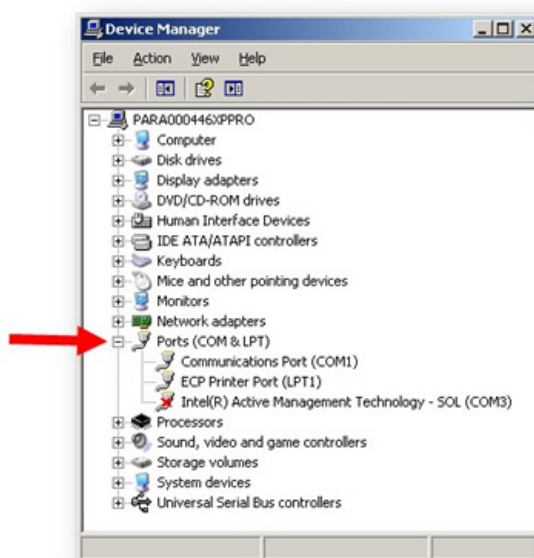 Device Manager
File Action View Help
PARA000446XPPRO
Computer
Disk drives
Display adapters
DVD/CD-ROM drives
Human Interface Devices
IDE ATA/ATAPI controllers
Keyboards
Mice and other pointing devices
Monitors
Network adapters
Ports (COM & LPT)
Communications Port (COM1)
ECP Printer Port (LPT1)
Intel(R) Active Management Technology - SOL (COM3)
Processors
Sound, video and game controllers
Storage volumes
System devices
Universal Serial Bus controllers